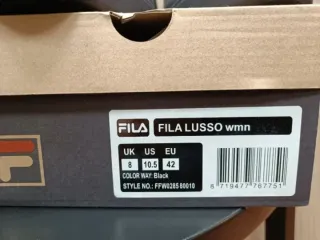 FILA FILA LUSSO wmn
UK US EU
8 10.5 42
COLOR WAY: Black
STYLE NO.: FFW0285 80010
8 719477 767751